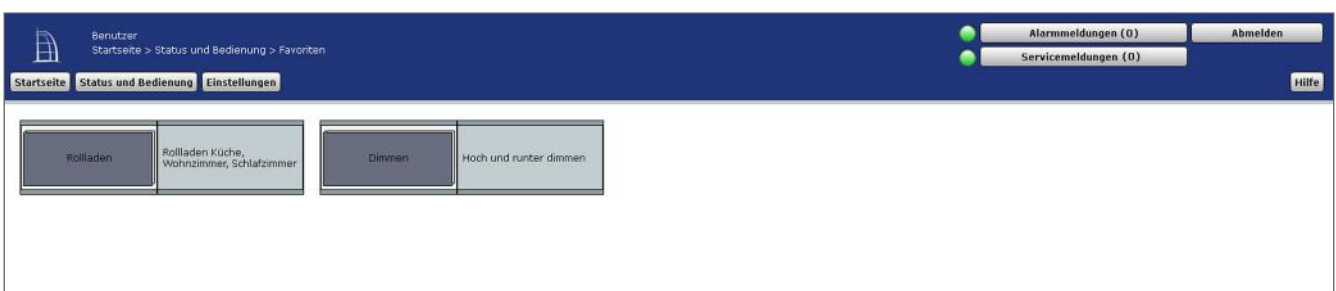 Benutzer
Startseite > Status und Bedienung > Favoriten
Alarmmeldungen (0)
Abmelden
Servicemeldungen (0)
Startseite
Status und Bedienung
Einstellungen
Hilfe
Rollladen
Rollladen Küche,
Wohnzimmer, Schlafzimmer
Dimmen
Hoch und runter dimmen